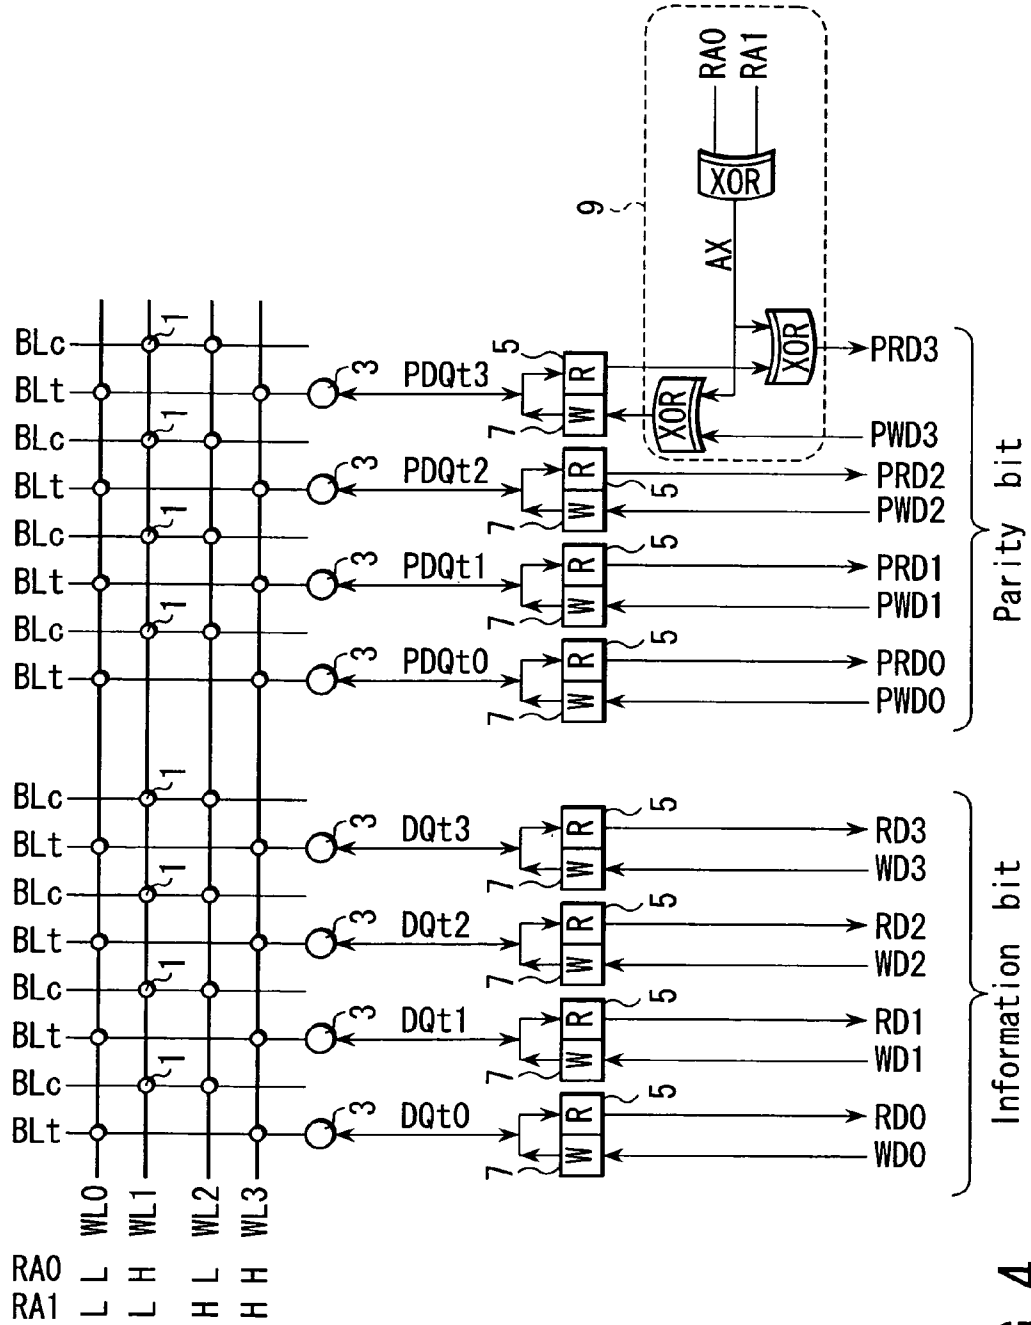 BLc
BLt
BLc
BLt
BLc
BLt
BLc
BLt
BLc
BLt
BLc
BLt
BLc
BLt
BLc
BLt
1
1
1
1
1
1
1
1
3
3
3
3
3
3
3
3
PDQt3
PDQt2
PDQt1
PDQt0
DQt3
DQt2
DQt1
DQt0
5
5
5
5
5
5
5
5
7
7
7
7
7
7
7
7
W R
W R
W R
W R
W R
W R
W R
W R
9
RA0
RA1
XOR
AX
XOR
XOR
PRD3
PWD3
PRD2
PWD2
PRD1
PWD1
PRD0
PWD0
RD3
WD3
RD2
WD2
RD1
WD1
RD0
WD0
Parity bit
Information bit
WL0 WL1 WL2 WL3
RA0 L H L H
RA1 L L H H
4